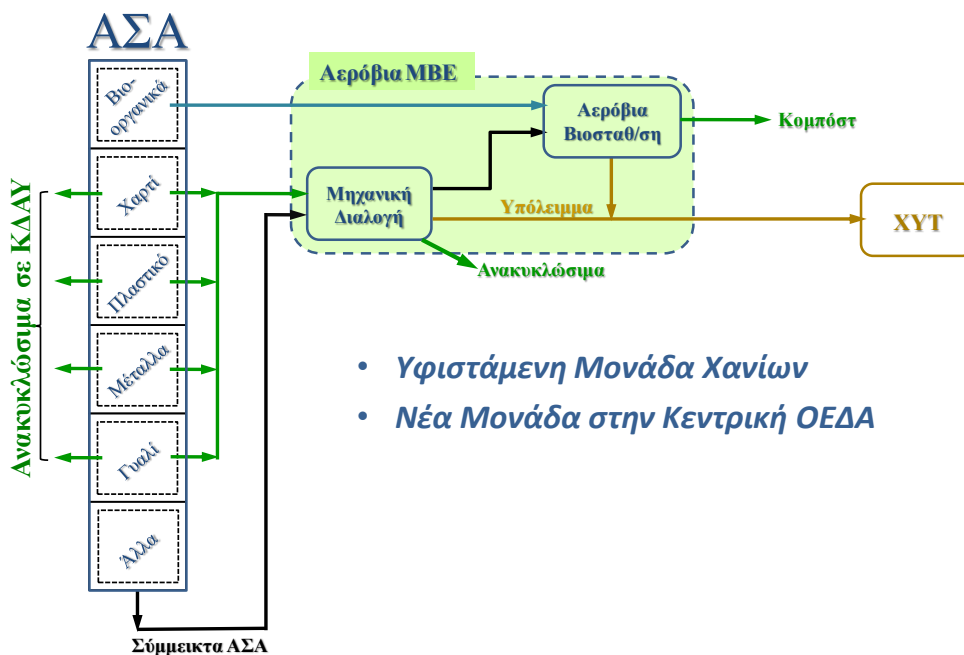 ΑΣΑ
Βιο-
οργανικά
Χαρτί
Πλαστικό
Μέταλλα
Γυαλί
Άλλα
Ανακυκλώσιμα σε ΚΔΑΥ
Σύμμεικτα ΑΣΑ
Αερόβια ΜΒΕ
Αερόβια
Βιοσταθ/ση
Κομπόστ
Μηχανική
Διαλογή
Υπόλειμμα
ΧΥΤ
Ανακυκλώσιμα
• Υφιστάμενη Μονάδα Χανίων
• Νέα Μονάδα στην Κεντρική ΟΕΔΑ